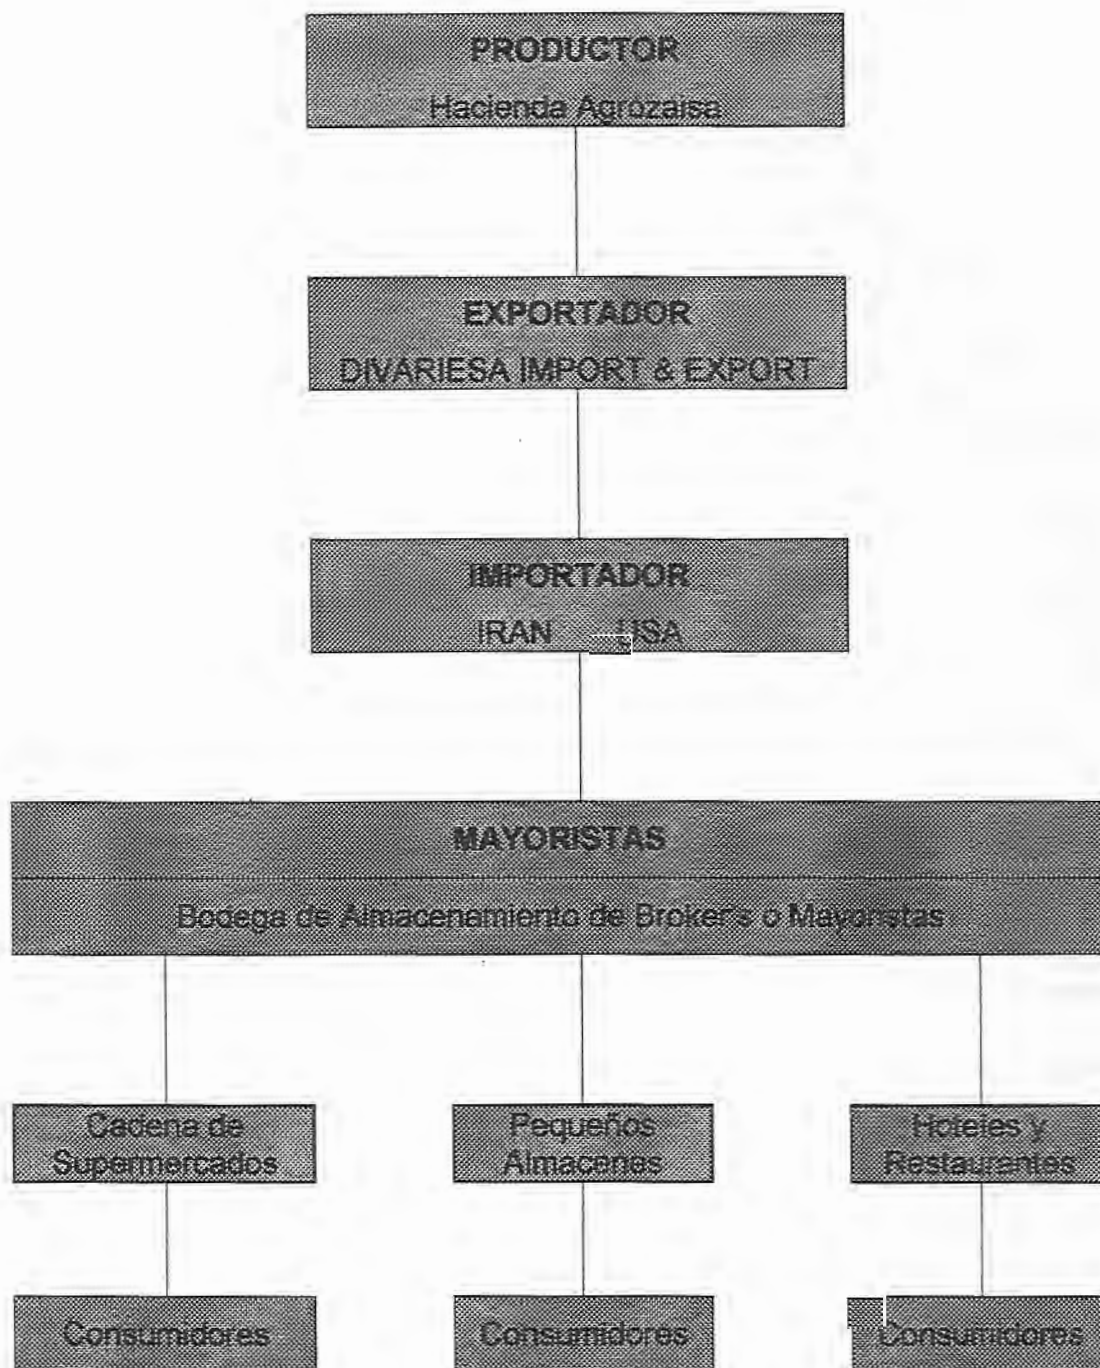 PRODUCTOR
Hacienda Agrozaisa
EXPORTADOR
DIVARIESA IMPORT & EXPORT
IMPORTADOR
IRAN USA
MAYORISTAS
Bodega de Almacenamiento de Broker's o Mayoristas
Cadena de
Supermercados
Pequeños
Almacenes
Hoteles y
Restaurantes
Consumidores
Consumidores
Consumidores